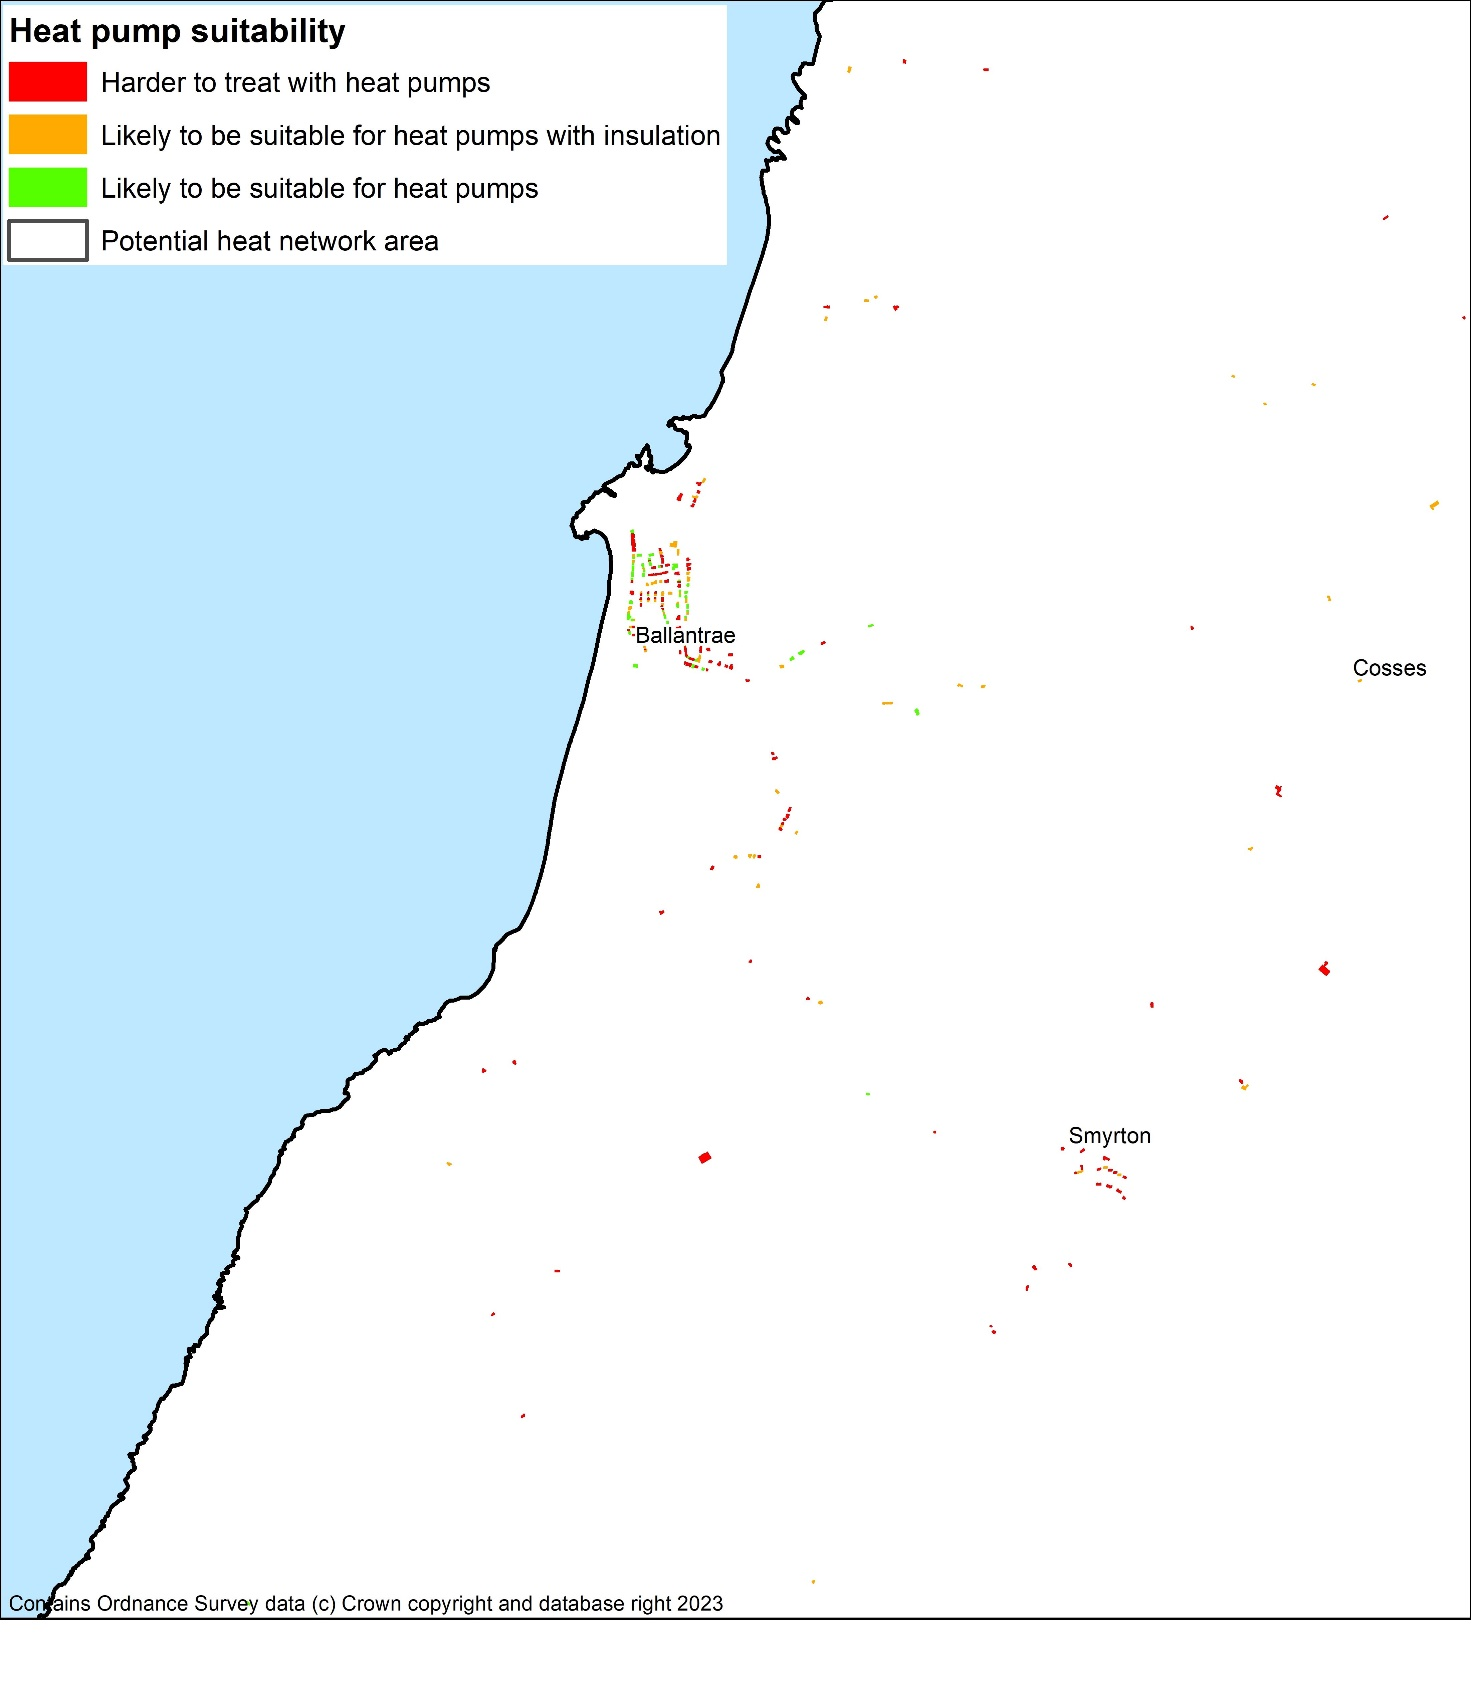 Heat pump suitability
Harder to treat with heat pumps
Likely to be suitable for heat pumps with insulation
Likely to be suitable for heat pumps
Potential heat network area
Ballantrae
Cosses
Smyrton
Contains Ordnance Survey data (c) Crown copyright and database right 2023